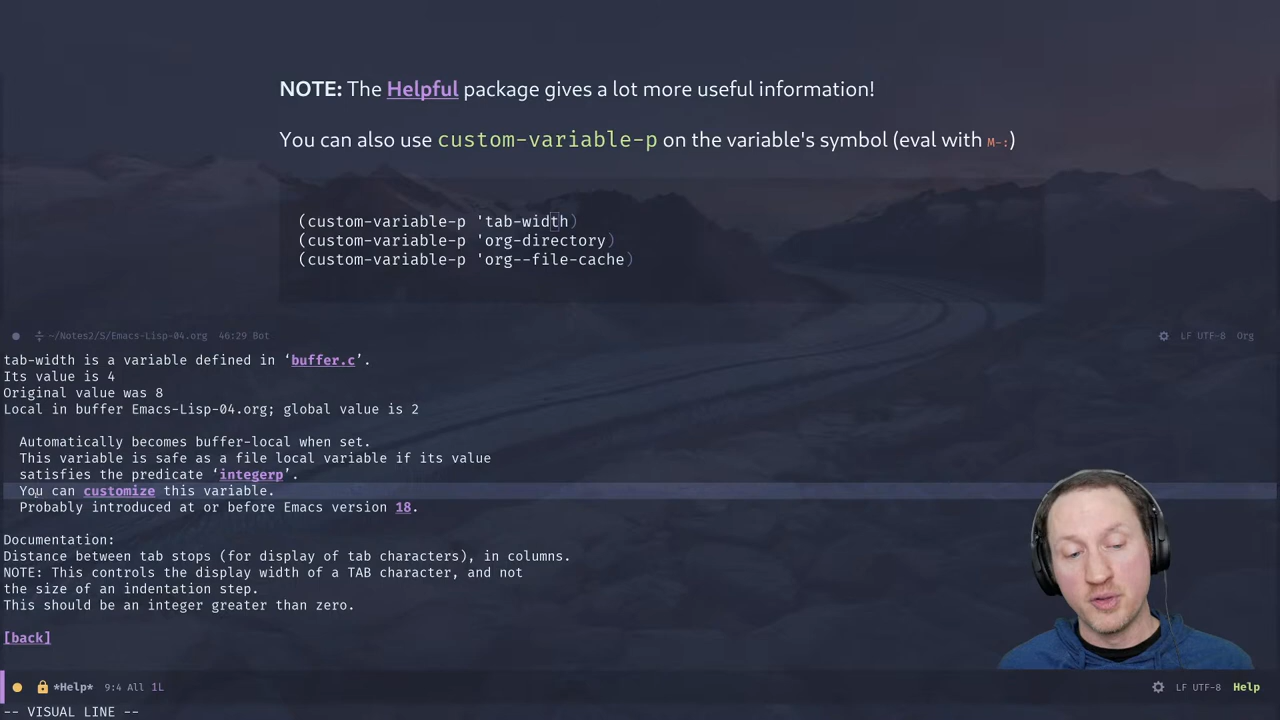 NOTE: The Helpful package gives a lot more useful information!
You can also use custom-variable-p on the variable's symbol (eval with M-:)
(custom-variable-p 'tab-width)
(custom-variable-p 'org-directory)
(custom-variable-p 'org--file-cache)
~/Notes2/S/Emacs-Lisp-04.org 46:29 Bot LF UTF-8 Org
tab-width is a variable defined in ‘buffer.c’.
Its value is 4
Original value was 8
Local in buffer Emacs-Lisp-04.org; global value is 2
Automatically becomes buffer-local when set.
This variable is safe as a file local variable if its value
satisfies the predicate ‘integerp’.
You can customize this variable.
Probably introduced at or before Emacs version 18.
Documentation:
Distance between tab stops (for display of tab characters), in columns.
NOTE: This controls the display width of a TAB character, and not
the size of an indentation step.
This should be an integer greater than zero.
[back]
*Help* 9:4 All 1L LF UTF-8 Help
-- VISUAL LINE --